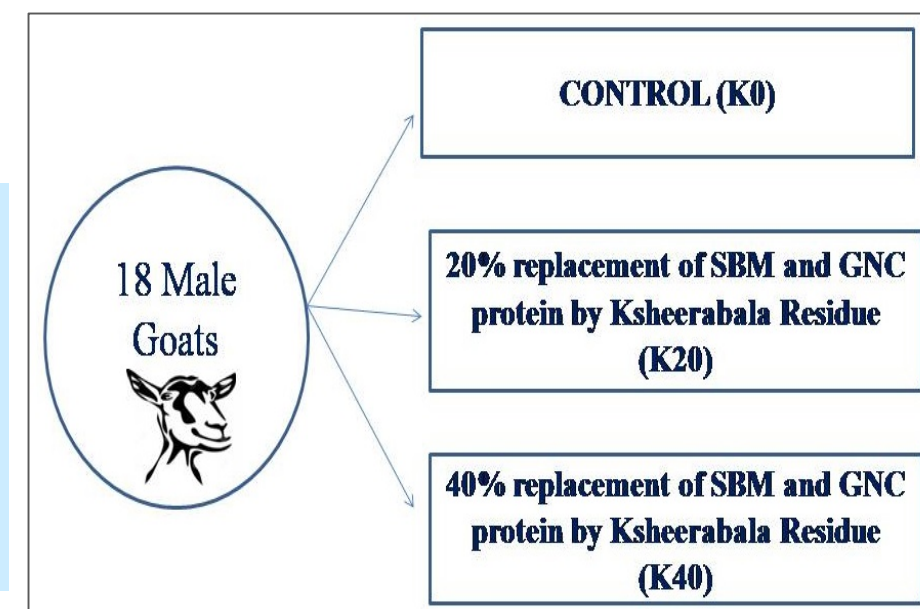 18 Male
Goats
CONTROL (K0)
20% replacement of SBM and GNC
protein by Ksheerabala Residue
(K20)
40% replacement of SBM and GNC
protein by Ksheerabala Residue
(K40)